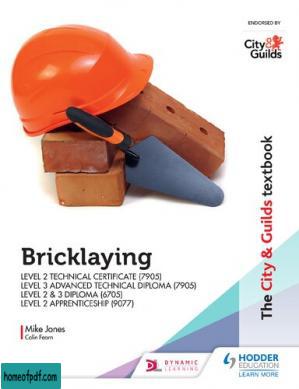 ENDORSED BY
City &
Guilds
The City & Guilds textbook
Bricklaying
LEVEL 2 TECHNICAL CERTIFICATE (7905)
LEVEL 3 ADVANCED TECHNICAL DIPLOMA (7905)
LEVEL 2 & 3 DIPLOMA (6705)
LEVEL 2 APPRENTICESHIP (9077)
Mike Jones
Colin Fearn
DYNAMIC
LEARNING
HODDER
EDUCATION
LEARN MORE
homeofpdf.com